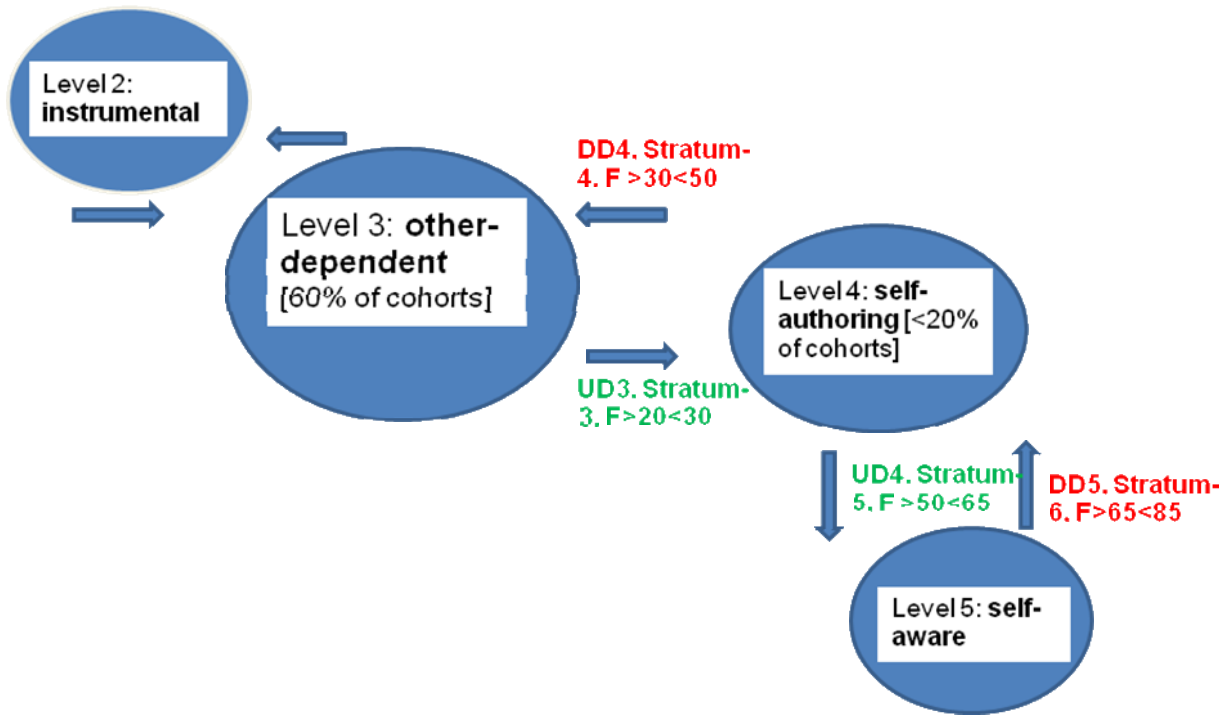 Level 2:
instrumental
DD4. Stratum-
4. F >30<50
Level 3: other-
dependent
[60% of cohorts]
Level 4: self-
authoring [<20%
of cohorts]
UD3. Stratum-
3. F>20<30
UD4. Stratum-
5. F >50<65
DD5. Stratum-
6. F>65<85
Level 5: self-
aware